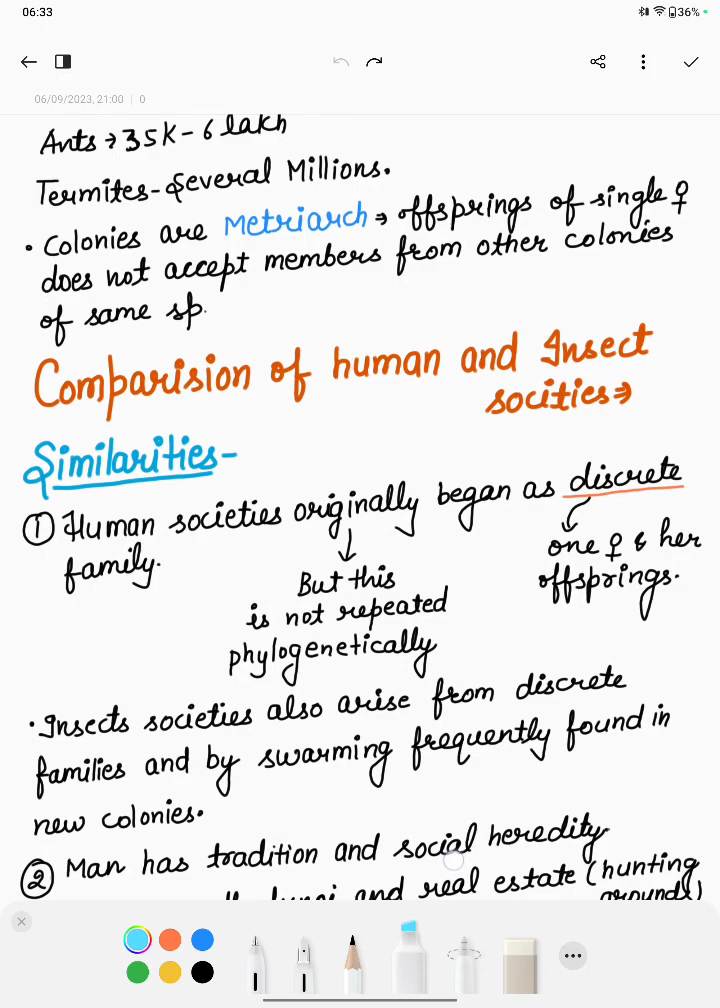 06:33
36%
06/09/2023, 21:00 | 0
Ants → 35K - 6 lakh
Termites - Several Millions.
• Colonies are Metriarch ⇒ offsprings of single ♀
does not accept members from other colonies
of same sp.
Comparision of human and Insect
socities ⇒
Similarities -
① Human societies originally began as discrete
family.
one ♀ & her
offsprings.
But this
is not repeated
phylogenetically
• Insects societies also arise from discrete
families and by swarming frequently found in
new colonies.
② Man has tradition and social heredity
and real estate (hunting
grounds)